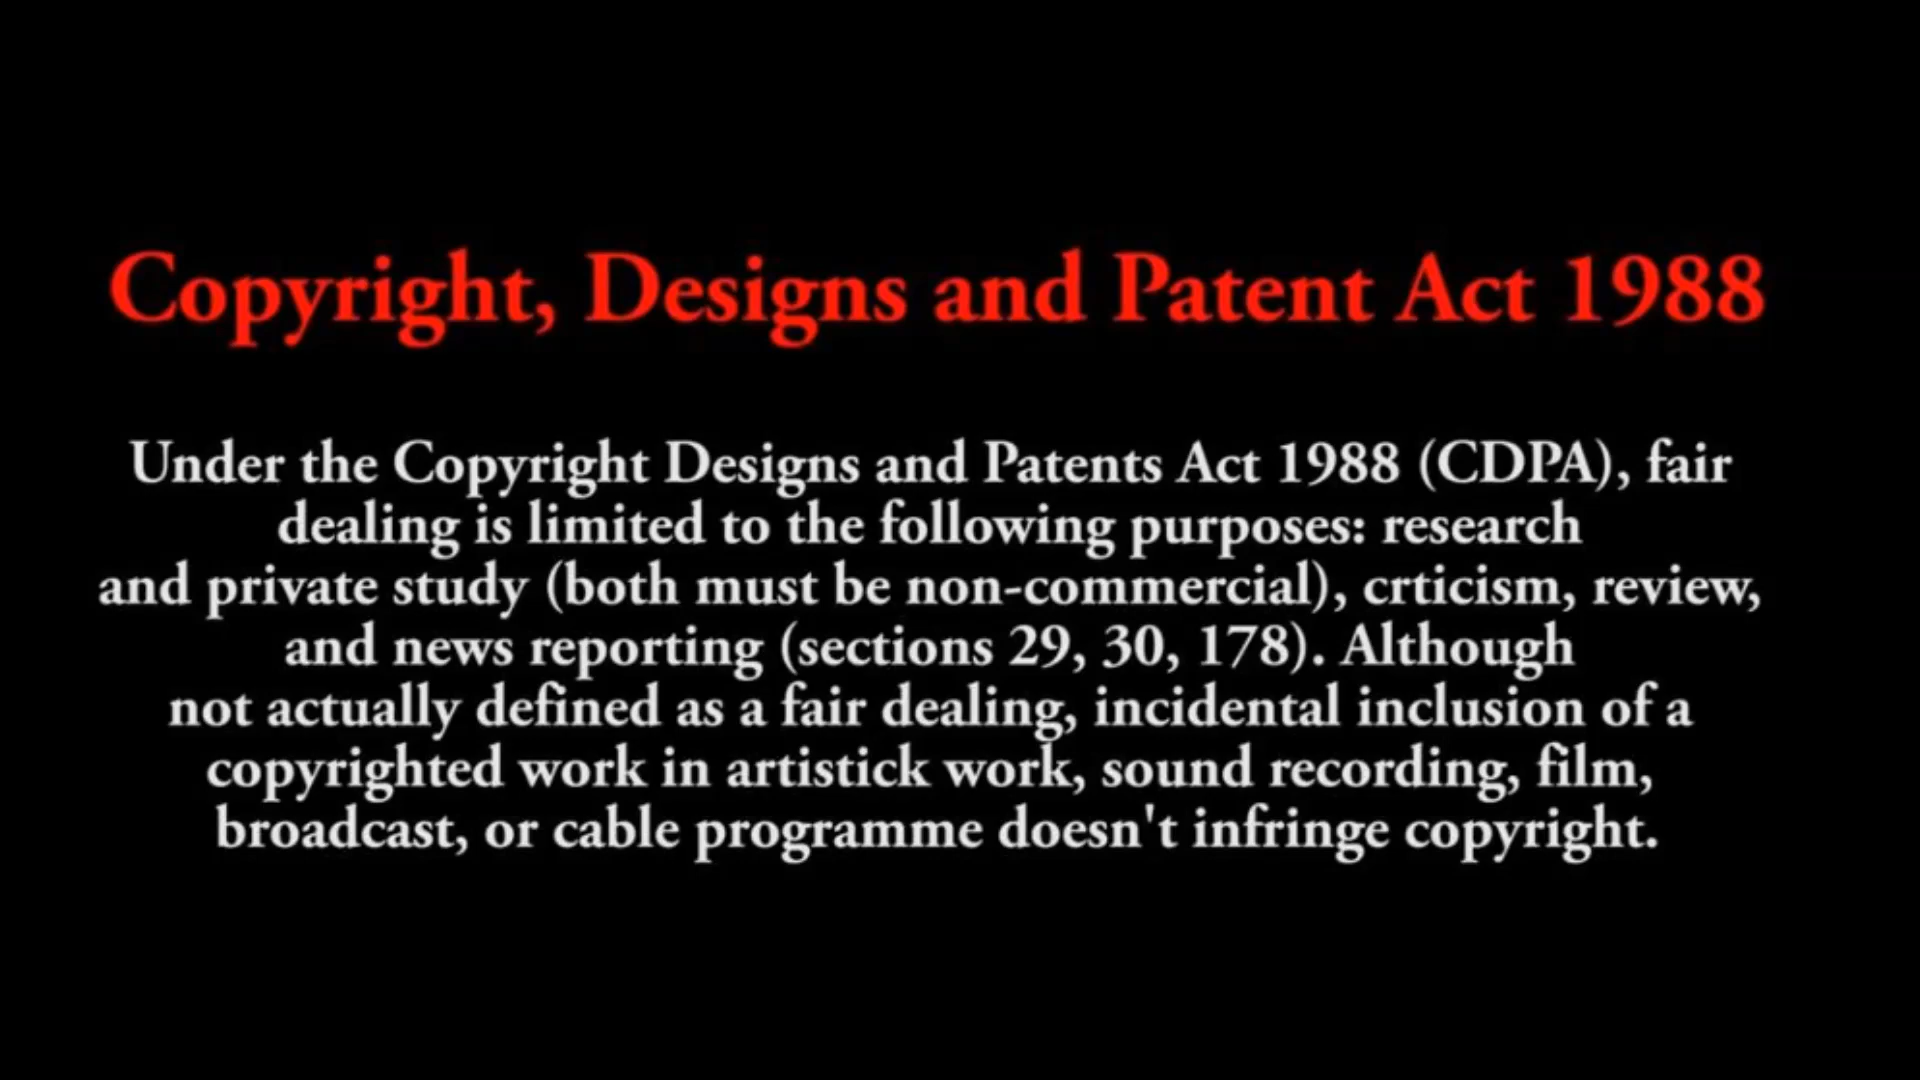 Copyright, Designs and Patent Act 1988
Under the Copyright Designs and Patents Act 1988 (CDPA), fair
dealing is limited to the following purposes: research
and private study (both must be non-commercial), crticism, review,
and news reporting (sections 29, 30, 178). Although
not actually defined as a fair dealing, incidental inclusion of a
copyrighted work in artistick work, sound recording, film,
broadcast, or cable programme doesn't infringe copyright.